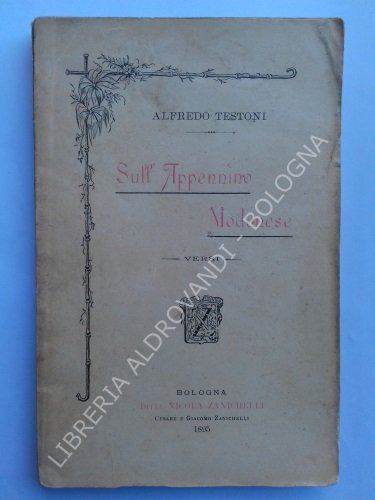 ALFREDO TESTONI
Sull' Appennino
Modenese
VERSI
BOLOGNA
DITTA NICOLA ZANICHELLI
CESARE E GIACOMO ZANICHELLI
1895
LIBRERIA ALDROVANDI - BOLOGNA